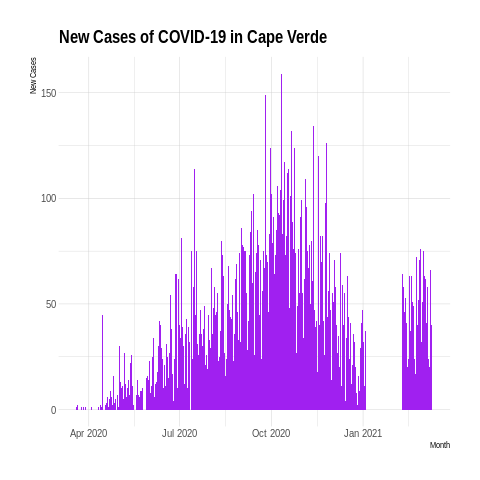 New Cases of COVID-19 in Cape Verde
New Cases
150
100
50
0
Apr 2020 Jul 2020 Oct 2020 Jan 2021
Month